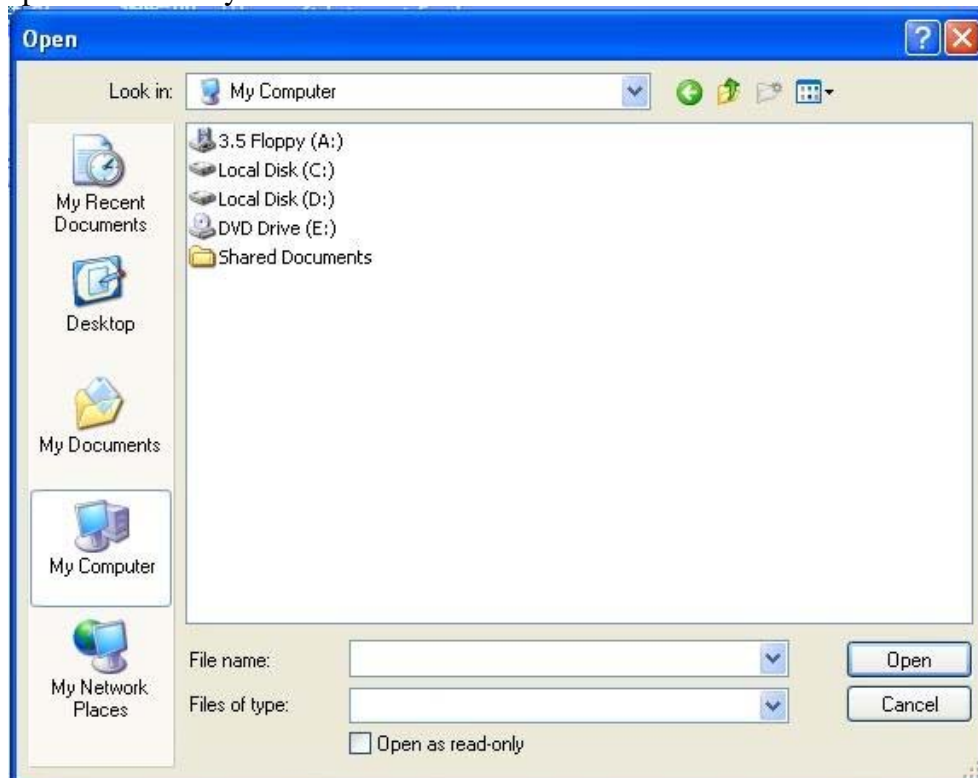 Open
Look in:
My Computer
3.5 Floppy (A:)
Local Disk (C:)
Local Disk (D:)
DVD Drive (E:)
Shared Documents
My Recent
Documents
Desktop
My Documents
My Computer
My Network
Places
File name:
Open
Files of type:
Cancel
Open as read-only